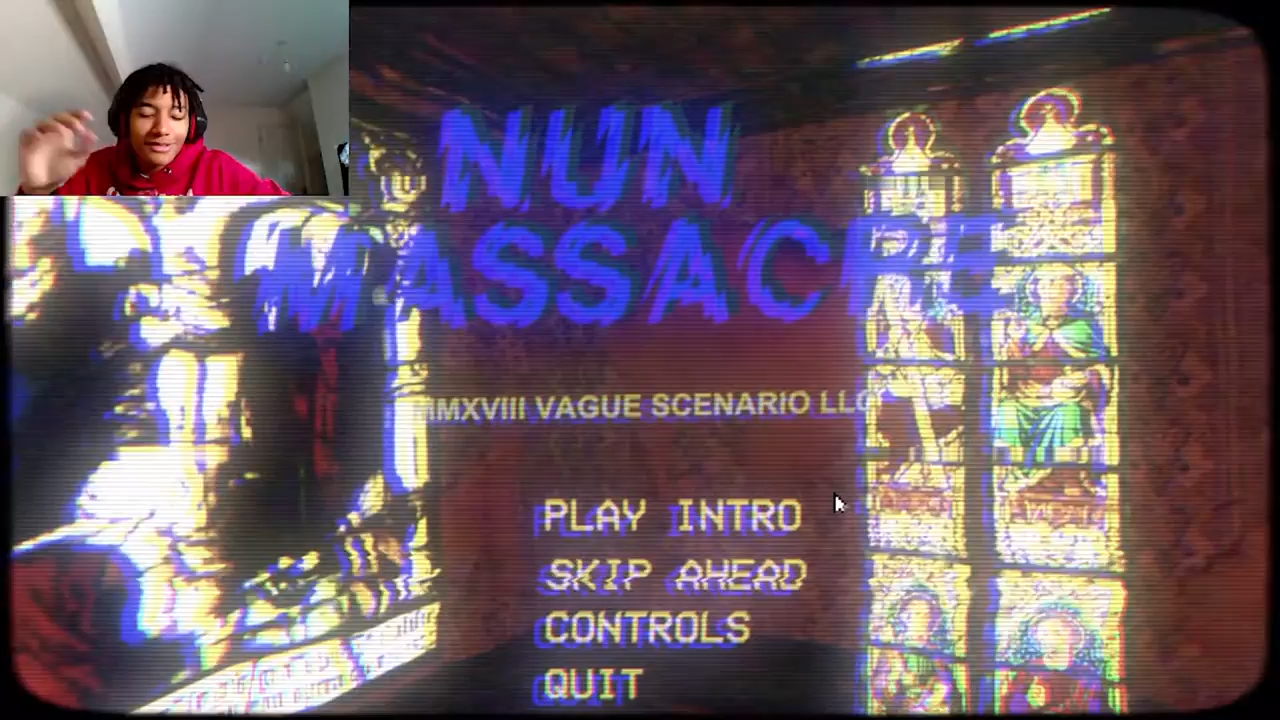 NUN
MASSACRE
MMXVIII VAGUE SCENARIO LLC
PLAY INTRO
SKIP AHEAD
CONTROLS
QUIT